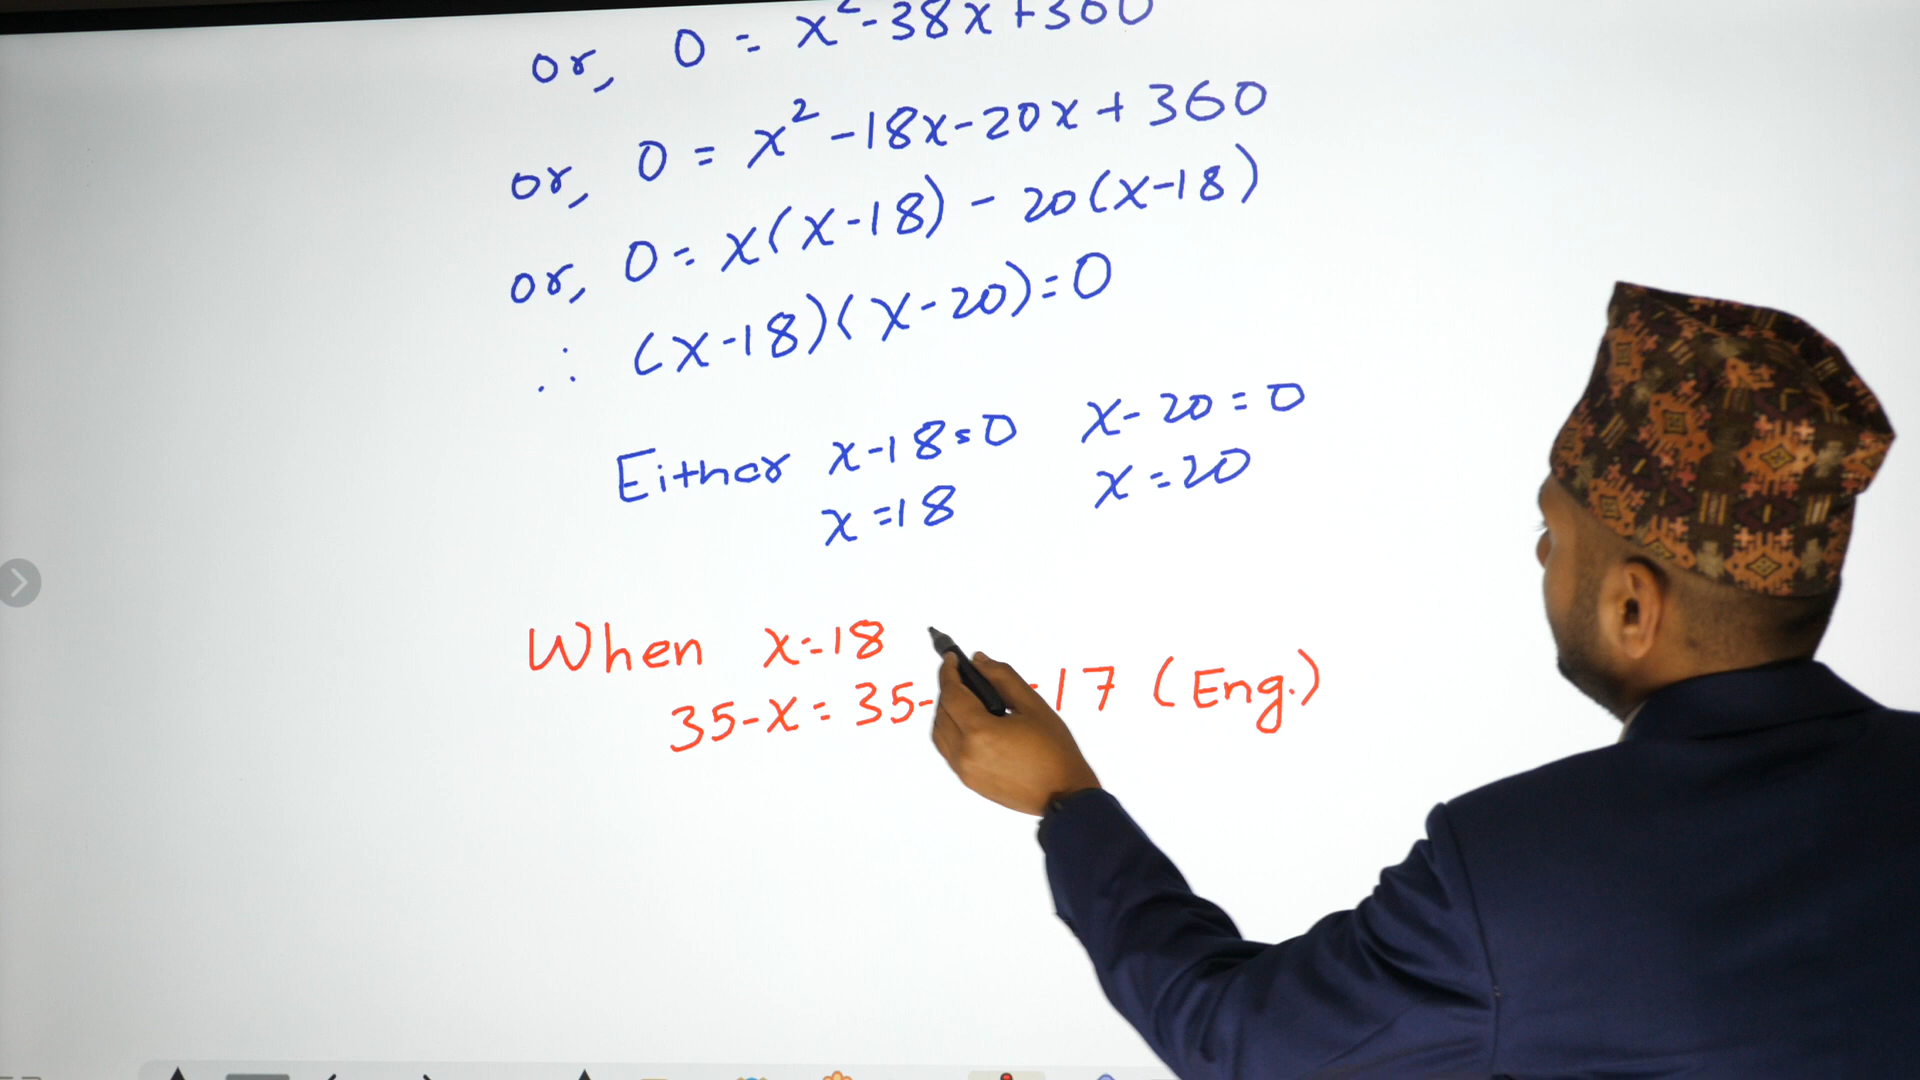 or, 0 = x²-38x+360
or, 0 = x²-18x-20x+360
or, 0 = x(x-18) - 20(x-18)
∴ (x-18)(x-20)=0
Either x-18=0 x-20=0
x=18 x=20
When x=18
35-x=35- =17 (Eng.)